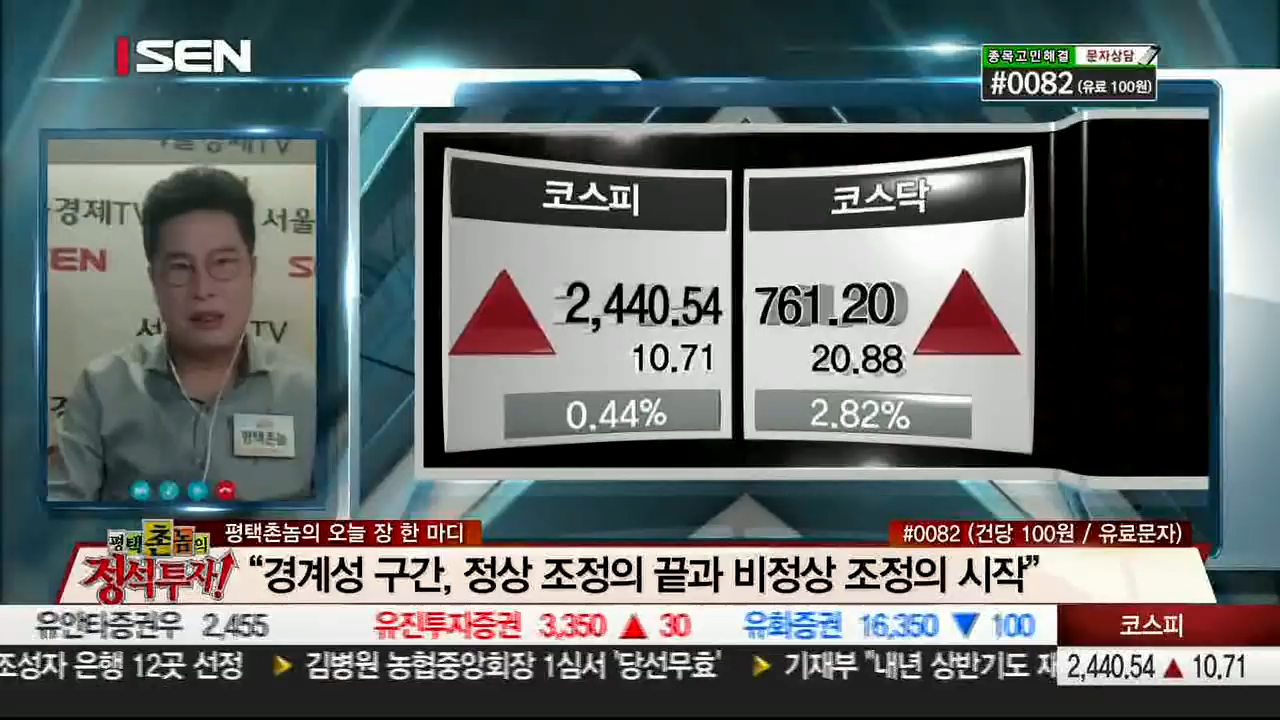 SEN
종목고민해결 문자상담
#0082 (유료 100원)
경제TV 서울
EN
TV
평택촌놈
코스피
2,440.54
10.71
0.44%
코스닥
761.20
20.88
2.82%
평택촌놈의 정석투자!
평택촌놈의 오늘 장 한 마디
#0082 (건당 100원 / 유료문자)
“경계성 구간, 정상 조정의 끝과 비정상 조정의 시작”
유안타증권우 2,455 유진투자증권 3,350 ▲ 30 유화증권 16,350 ▼ 100 코스피
조성자 은행 12곳 선정 ▶ 김병원 농협중앙회장 1심서 '당선무효' ▶ 기재부 "내년 상반기도 2,440.54 ▲ 10.71